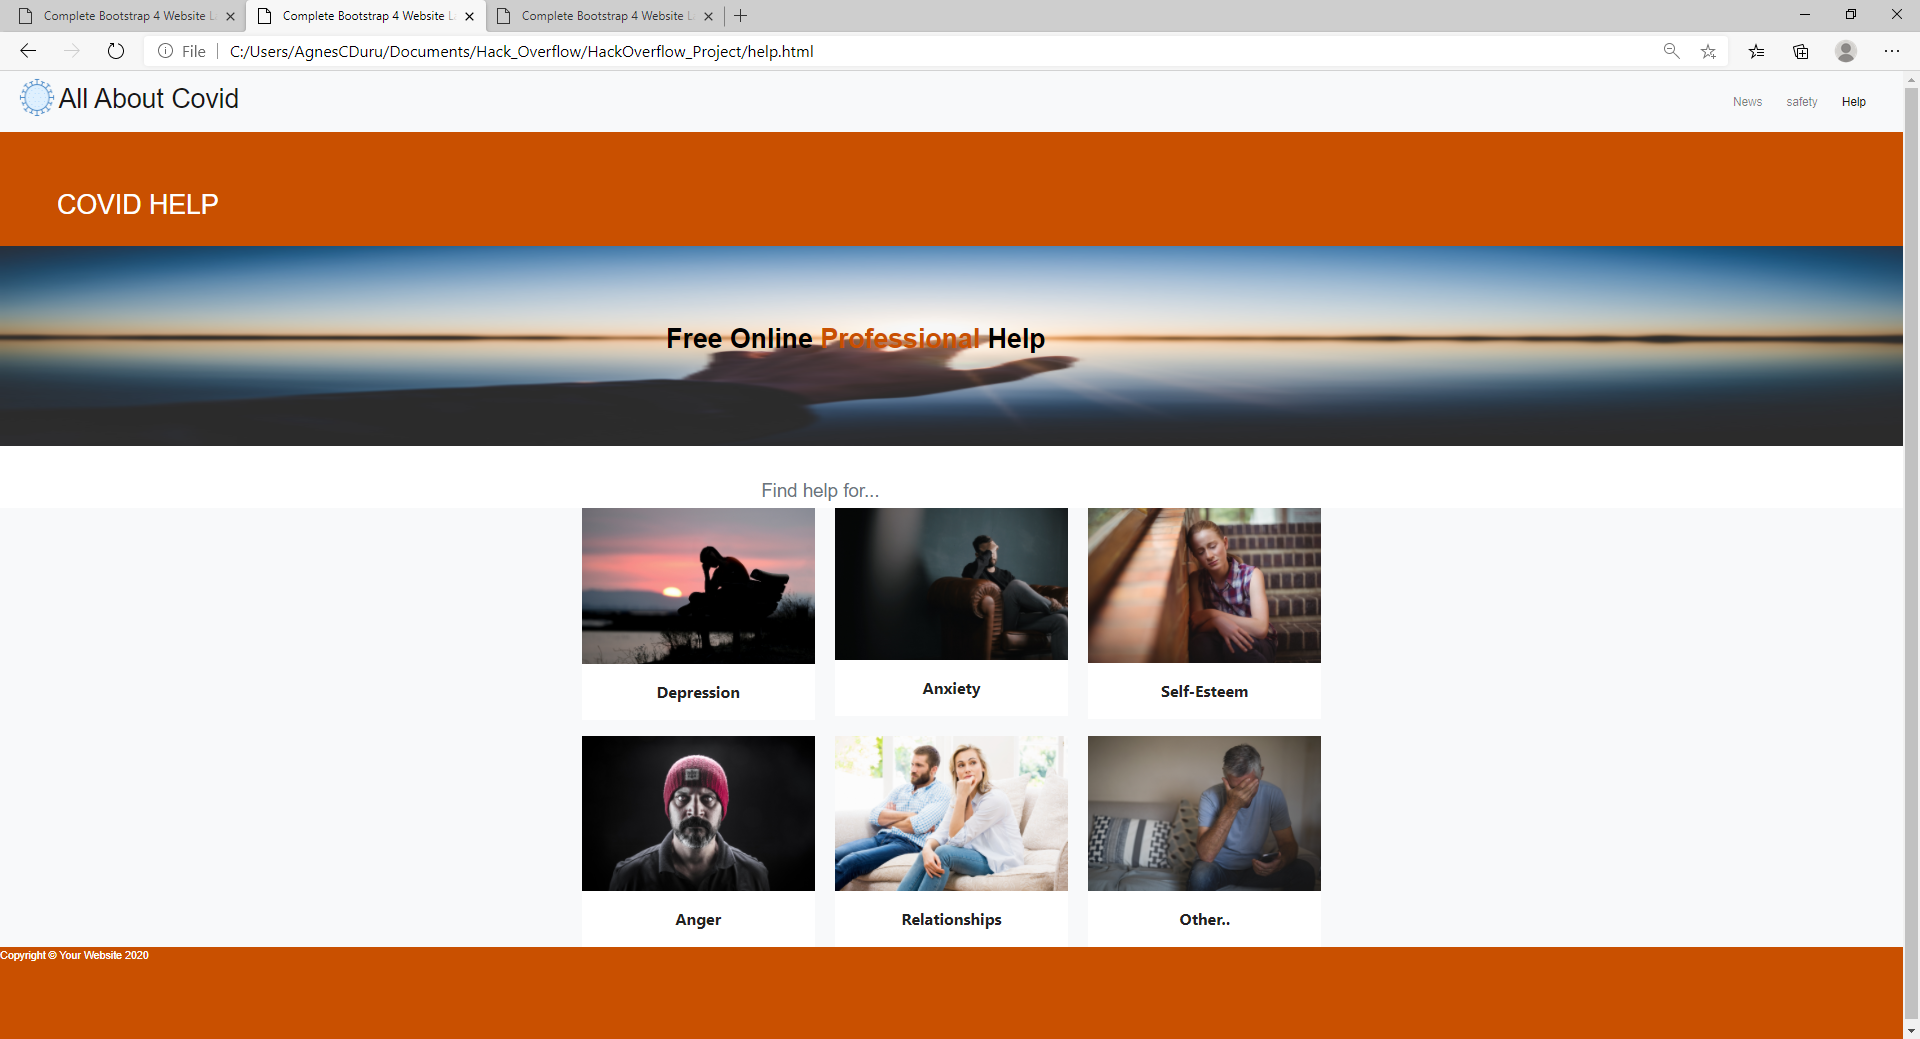 Complete Bootstrap 4 Website L
Complete Bootstrap 4 Website L
Complete Bootstrap 4 Website L
File
C:/Users/AgnesCDuru/Documents/Hack_Overflow/HackOverflow_Project/help.html
All About Covid
News
safety
Help
COVID HELP
Free Online Professional Help
Find help for...
Depression
Anxiety
Self-Esteem
Anger
Relationships
Other..
Copyright © Your Website 2020